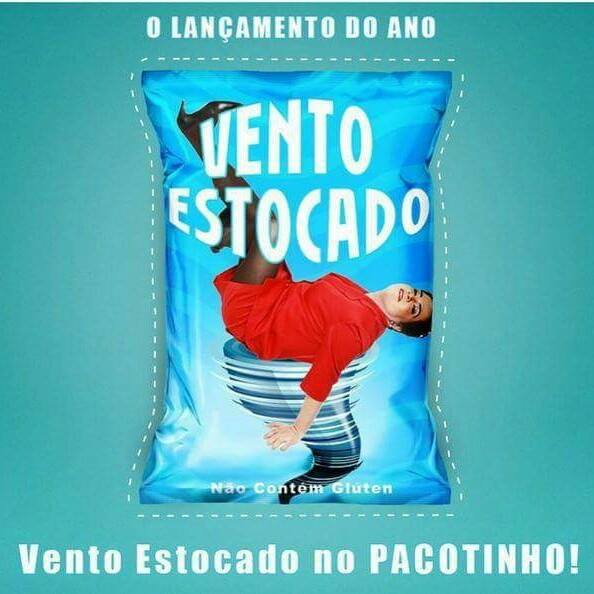 O LANÇAMENTO DO ANO
VENTO
ESTOCADO
Não Contém Glúten
Vento Estocado no PACOTINHO!